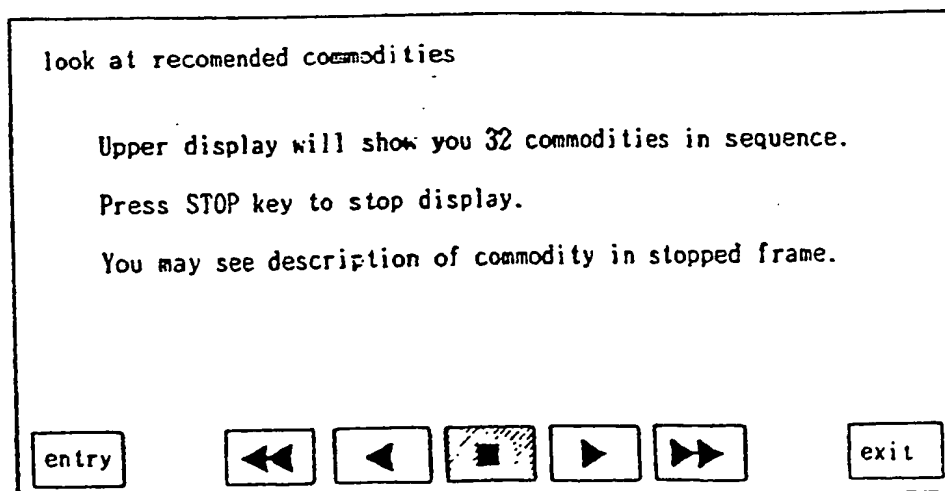 look at recomended commodities
Upper display will show you 32 commodities in sequence.
Press STOP key to stop display.
You may see description of commodity in stopped frame.
entry
exit